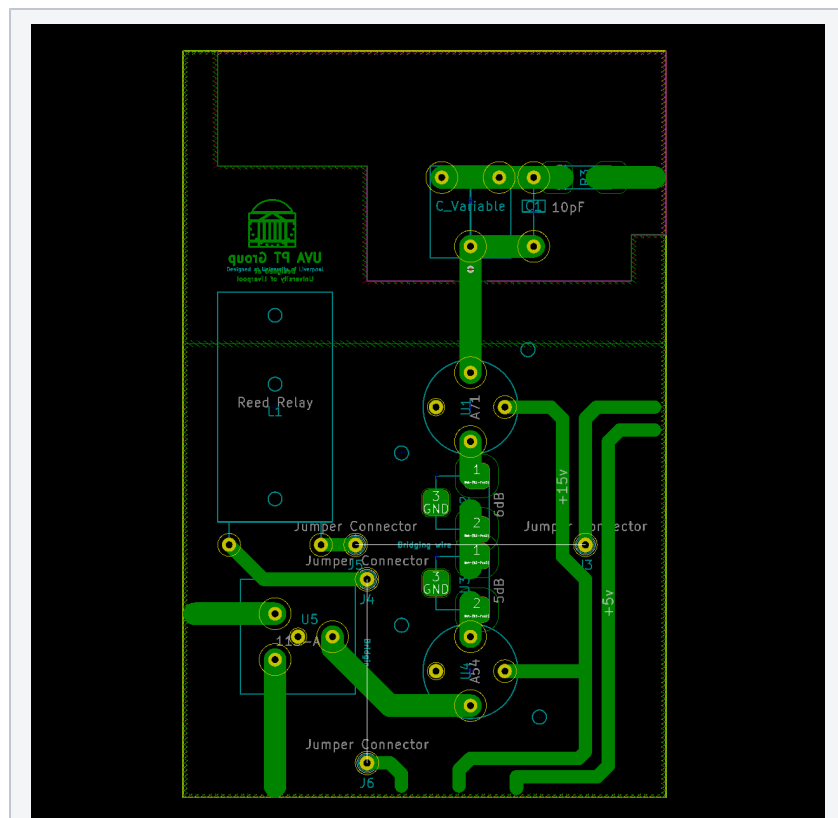 R3
C_Variable
C1
10pF
UVA PT Group
University of Liverpool
Reed Relay
L1
U1
A71
1
3
GND
6dB
2
+15v
Jumper Connector
Jumper Connector
Bridging wire
J5
J3
Jumper Connector
1
J4
3
GND
5dB
2
+5v
U5
U4
A54
Jumper Connector
J6